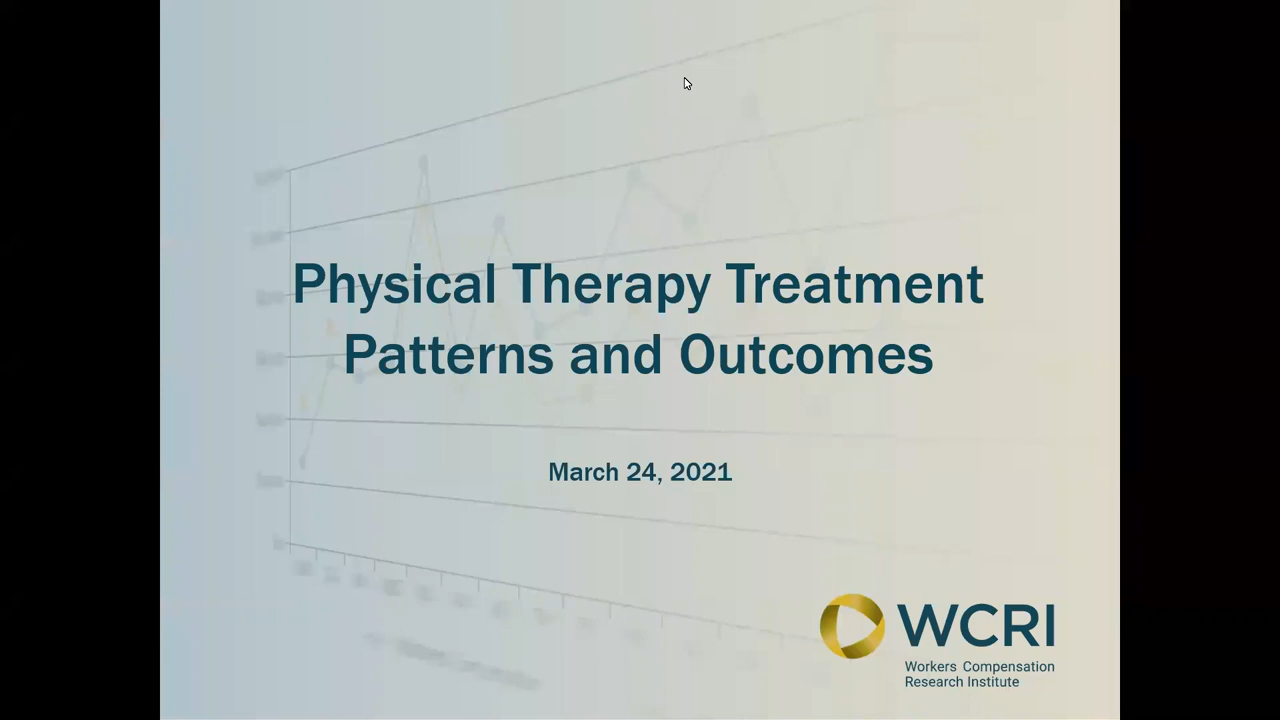 Physical Therapy Treatment
Patterns and Outcomes
March 24, 2021
WCRI
Workers Compensation
Research Institute